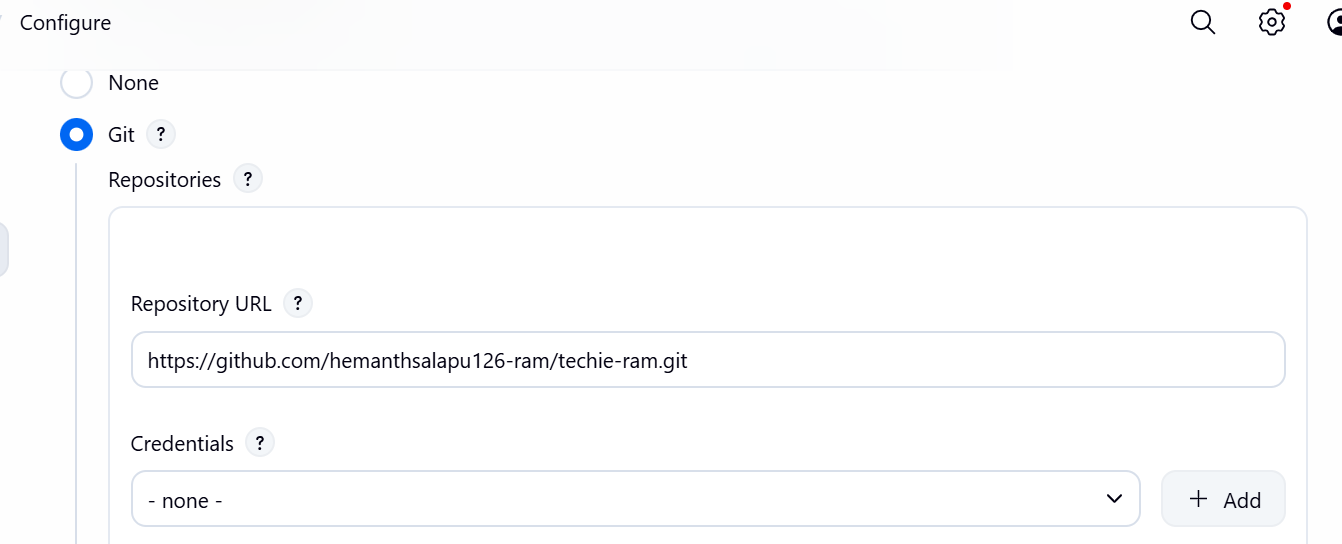 Configure
None
Git ?
Repositories ?
Repository URL ?
https://github.com/hemanthsalapu126-ram/techie-ram.git
Credentials ?
- none -
+ Add